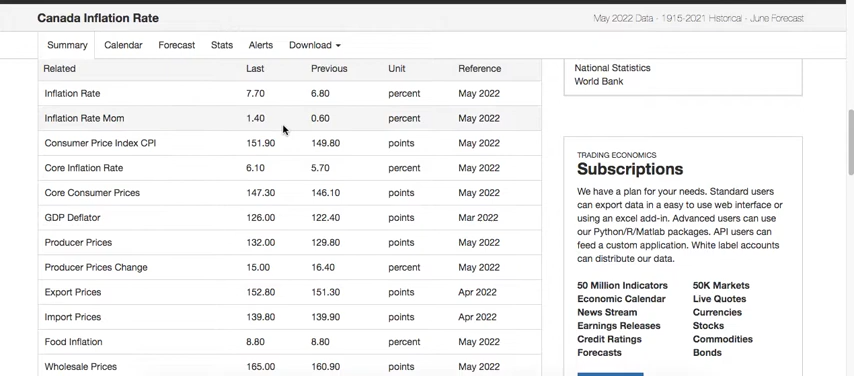 Canada Inflation Rate
May 2022 Data - 1915-2021 Historical - June Forecast
Summary Calendar Forecast Stats Alerts Download
Related Last Previous Unit Reference
Inflation Rate 7.70 6.80 percent May 2022
Inflation Rate Mom 1.40 0.60 percent May 2022
Consumer Price Index CPI 151.90 149.80 points May 2022
Core Inflation Rate 6.10 5.70 percent May 2022
Core Consumer Prices 147.30 146.10 points May 2022
GDP Deflator 126.00 122.40 points Mar 2022
Producer Prices 132.00 129.80 points May 2022
Producer Prices Change 15.00 16.40 percent May 2022
Export Prices 152.80 151.30 points Apr 2022
Import Prices 139.80 139.90 points Apr 2022
Food Inflation 8.80 8.80 percent May 2022
Wholesale Prices 165.00 160.90 points May 2022
National Statistics
World Bank
TRADING ECONOMICS
Subscriptions
We have a plan for your needs. Standard users
can export data in a easy to use web interface or
using an excel add-in. Advanced users can use
our Python/R/Matlab packages. API users can
feed a custom application. White label accounts
can distribute our data.
50 Million Indicators 50K Markets
Economic Calendar Live Quotes
News Stream Currencies
Earnings Releases Stocks
Credit Ratings Commodities
Forecasts Bonds